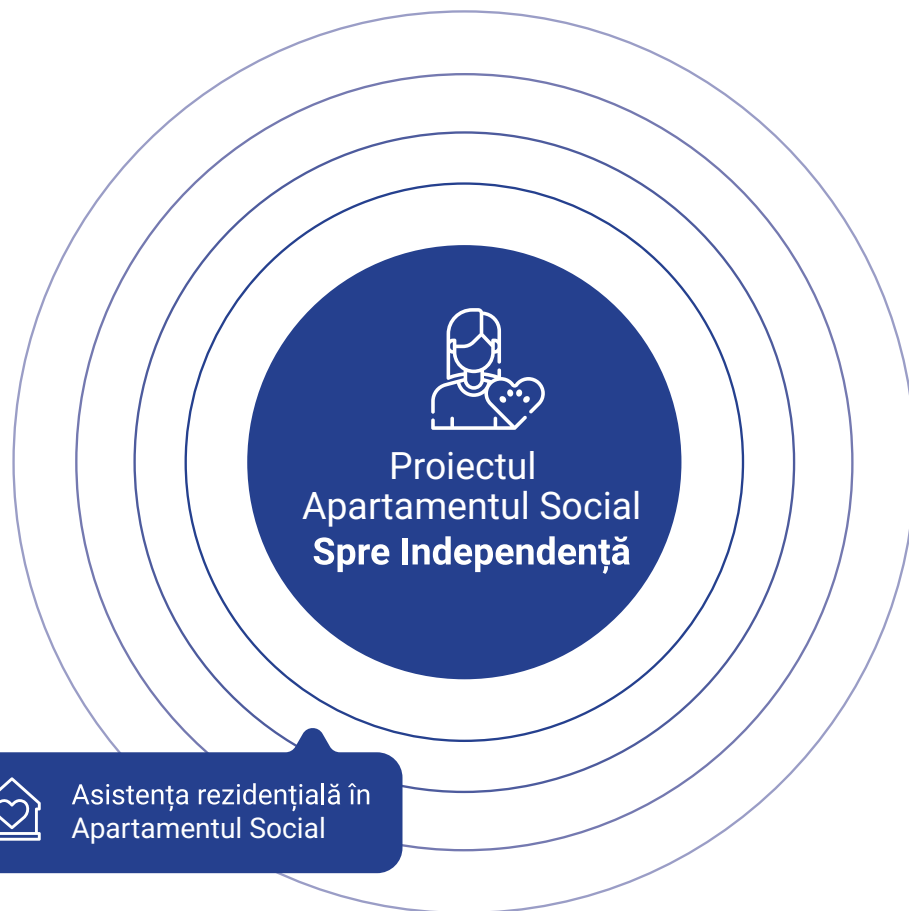 Proiectul
Apartamentul Social
Spre Independență
Asistența rezidențială în
Apartamentul Social